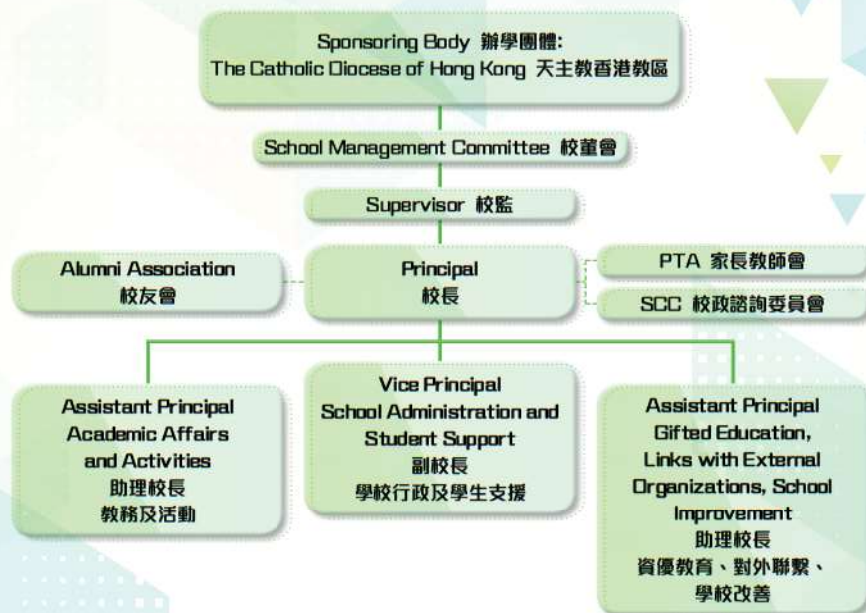 Sponsoring Body 辦學團體:
The Catholic Diocese of Hong Kong 天主教香港教區
School Management Committee 校董會
Supervisor 校監
Alumni Association
校友會
Principal
校長
PTA 家長教師會
SCC 校政諮詢委員會
Assistant Principal
Academic Affairs
and Activities
助理校長
教務及活動
Vice Principal
School Administration and
Student Support
副校長
學校行政及學生支援
Assistant Principal
Gifted Education,
Links with External
Organizations, School
Improvement
助理校長
資優教育、對外聯繫、
學校改善